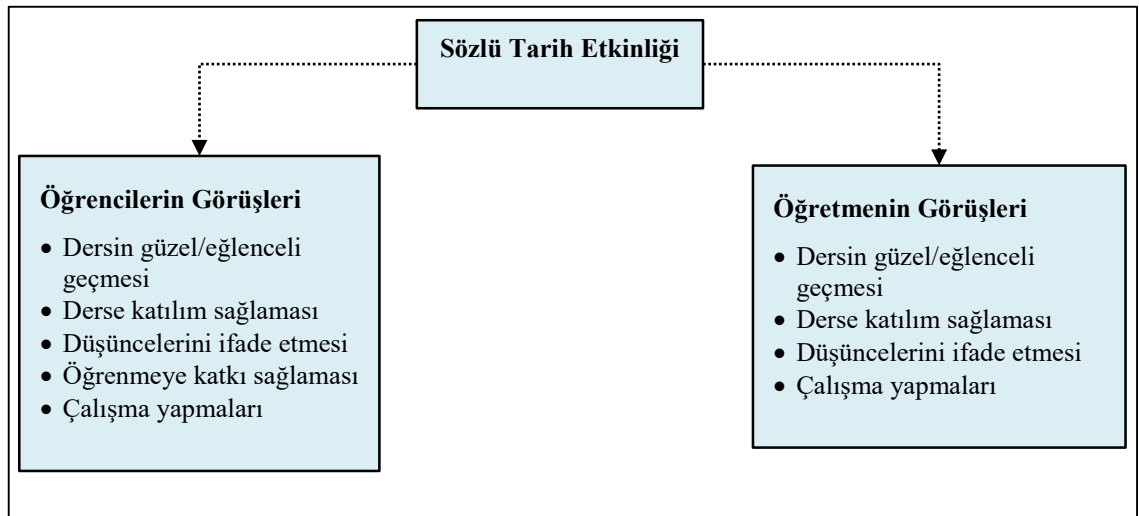 Sözlü Tarih Etkinliği
Öğrencilerin Görüşleri
• Dersin güzel/eğlenceli
geçmesi
• Derse katılım sağlaması
• Düşüncelerini ifade etmesi
• Öğrenmeye katkı sağlaması
• Çalışma yapmaları
Öğretmenin Görüşleri
• Dersin güzel/eğlenceli
geçmesi
• Derse katılım sağlaması
• Düşüncelerini ifade etmesi
• Çalışma yapmaları